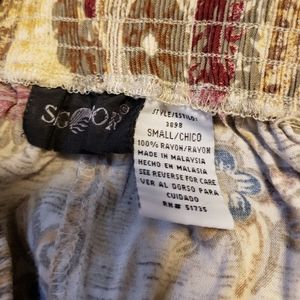 STYLE/ESTILO:
3898
SMALL/CHICO
100% RAYON/RAYON
MADE IN MALAYSIA
HECHO EN MALASIA
SEE REVERSE FOR CARE
VER AL DORSO PARA
CUIDADO
RN# 51735